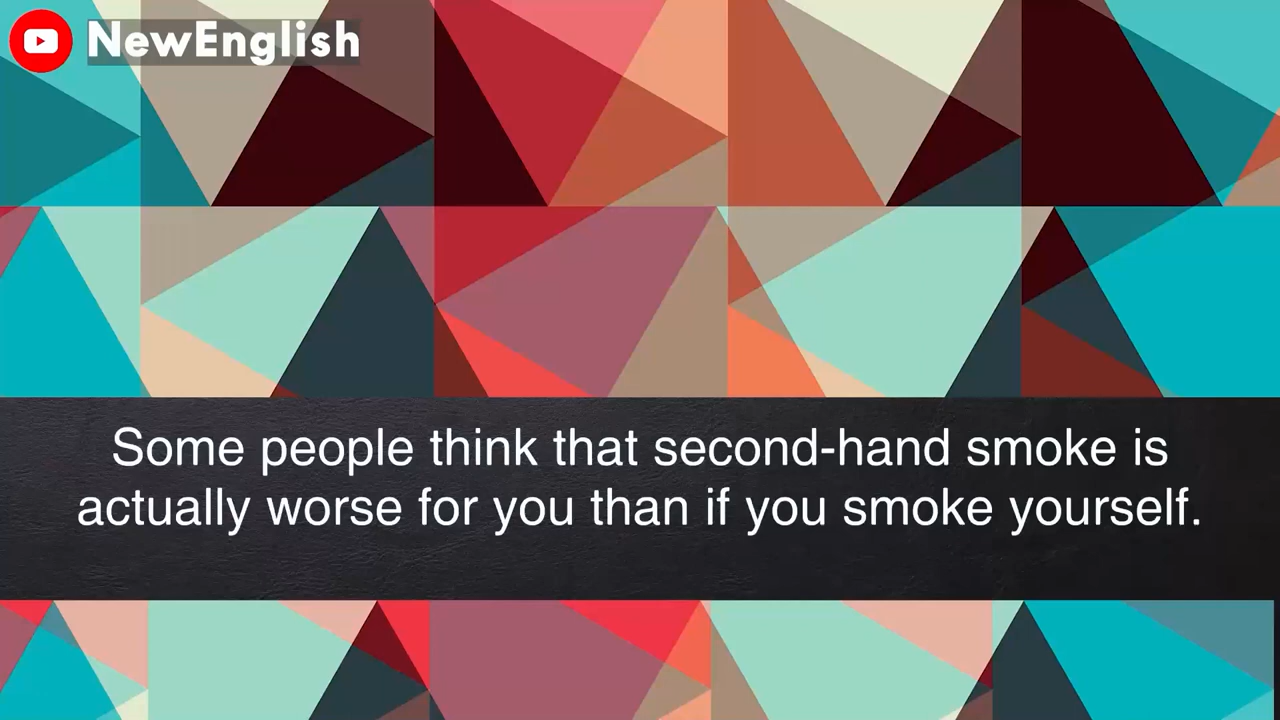 NewEnglish
Some people think that second-hand smoke is
actually worse for you than if you smoke yourself.